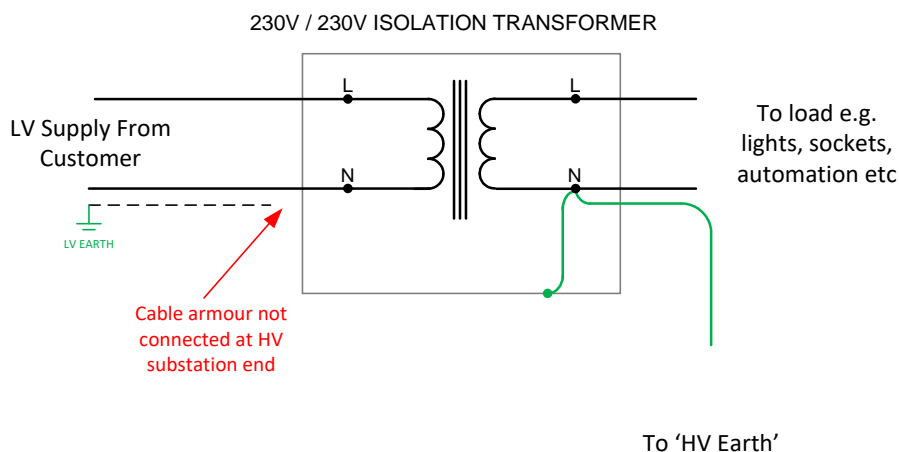 230V / 230V ISOLATION TRANSFORMER
L
L
LV Supply From
Customer
To load e.g.
lights, sockets,
automation etc
N
N
LV EARTH
Cable armour not
connected at HV
substation end
To ‘HV Earth’